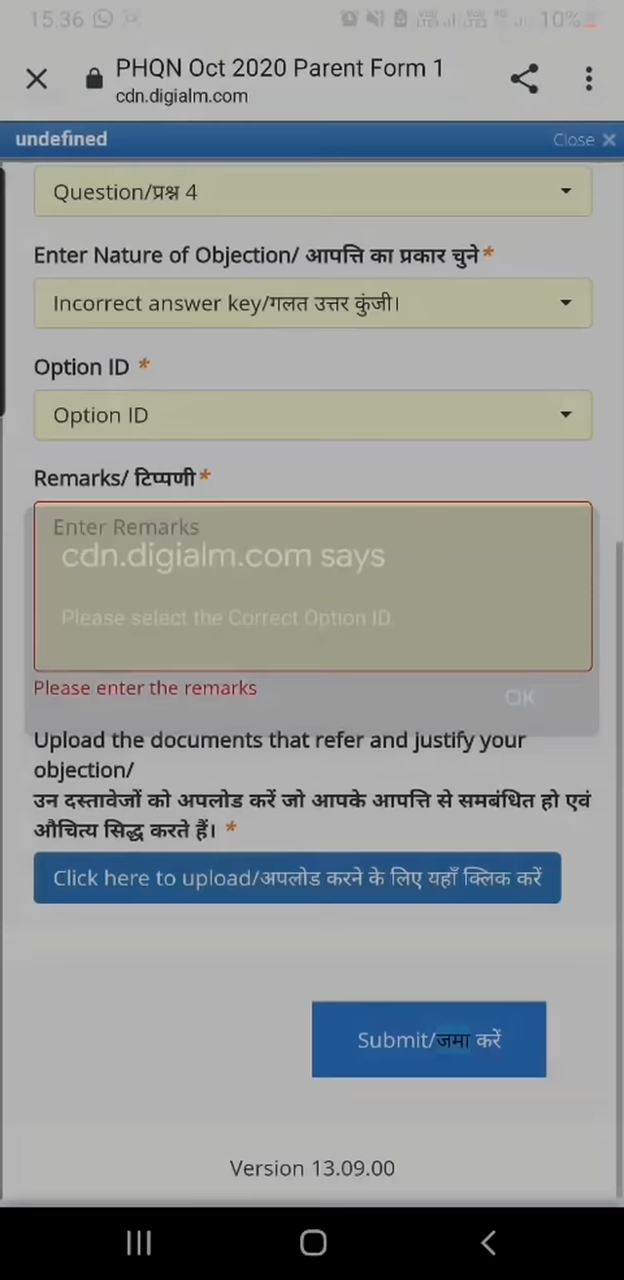 15.36
10%
PHQN Oct 2020 Parent Form 1
cdn.digialm.com
undefined
Close ✕
Question/प्रश्न 4
Enter Nature of Objection/ आपत्ति का प्रकार चुने *
Incorrect answer key/गलत उत्तर कुंजी।
Option ID *
Option ID
Remarks/ टिप्पणी *
Enter Remarks
cdn.digialm.com says
Please select the Correct Option ID
Please enter the remarks
OK
Upload the documents that refer and justify your
objection/
उन दस्तावेजों को अपलोड करें जो आपके आपत्ति से समबंधित हो एवं
औचित्य सिद्ध करते हैं। *
Click here to upload/अपलोड करने के लिए यहाँ क्लिक करें
Submit/जमा करें
Version 13.09.00